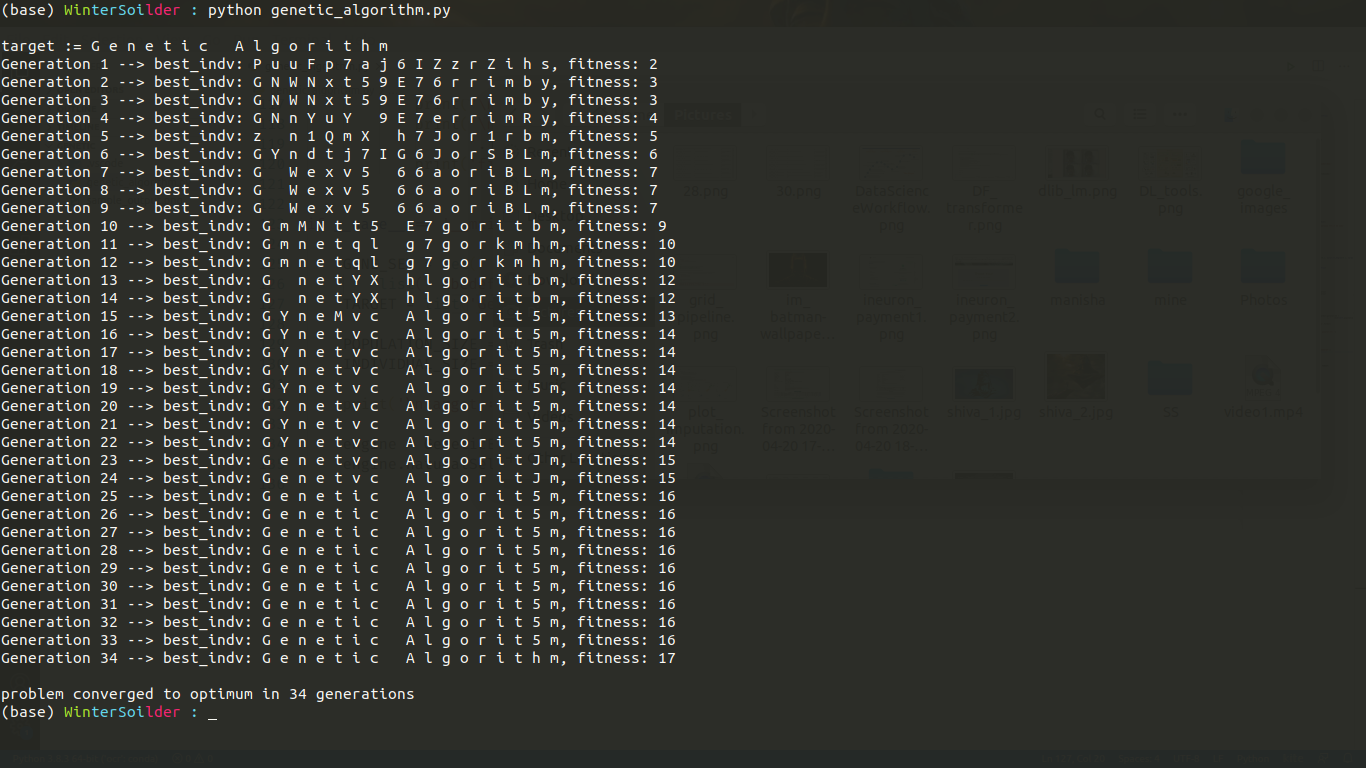 (base) WinterSoilder : python genetic_algorithm.py
target := G e n e t i c   A l g o r i t h m
Generation 1 --> best_indv: P u u F p 7 a j 6 I Z z r Z i h s, fitness: 2
Generation 2 --> best_indv: G N W N x t 5 9 E 7 6 r r i m b y, fitness: 3
Generation 3 --> best_indv: G N W N x t 5 9 E 7 6 r r i m b y, fitness: 3
Generation 4 --> best_indv: G N n Y u Y   9 E 7 e r r i m R y, fitness: 4
Generation 5 --> best_indv: z   n 1 Q m X   h 7 J o r 1 r b m, fitness: 5
Generation 6 --> best_indv: G Y n d t j 7 I G 6 J o r S B L m, fitness: 6
Generation 7 --> best_indv: G   W e x v 5   6 6 a o r i B L m, fitness: 7
Generation 8 --> best_indv: G   W e x v 5   6 6 a o r i B L m, fitness: 7
Generation 9 --> best_indv: G   W e x v 5   6 6 a o r i B L m, fitness: 7
Generation 10 --> best_indv: G m M N t t 5   E 7 g o r i t b m, fitness: 9
Generation 11 --> best_indv: G m n e t q l   g 7 g o r k m h m, fitness: 10
Generation 12 --> best_indv: G m n e t q l   g 7 g o r k m h m, fitness: 10
Generation 13 --> best_indv: G   n e t Y X   h l g o r i t b m, fitness: 12
Generation 14 --> best_indv: G   n e t Y X   h l g o r i t b m, fitness: 12
Generation 15 --> best_indv: G Y n e M v c   A l g o r i t 5 m, fitness: 13
Generation 16 --> best_indv: G Y n e t v c   A l g o r i t 5 m, fitness: 14
Generation 17 --> best_indv: G Y n e t v c   A l g o r i t 5 m, fitness: 14
Generation 18 --> best_indv: G Y n e t v c   A l g o r i t 5 m, fitness: 14
Generation 19 --> best_indv: G Y n e t v c   A l g o r i t 5 m, fitness: 14
Generation 20 --> best_indv: G Y n e t v c   A l g o r i t 5 m, fitness: 14
Generation 21 --> best_indv: G Y n e t v c   A l g o r i t 5 m, fitness: 14
Generation 22 --> best_indv: G Y n e t v c   A l g o r i t 5 m, fitness: 14
Generation 23 --> best_indv: G e n e t v c   A l g o r i t J m, fitness: 15
Generation 24 --> best_indv: G e n e t v c   A l g o r i t J m, fitness: 15
Generation 25 --> best_indv: G e n e t i c   A l g o r i t 5 m, fitness: 16
Generation 26 --> best_indv: G e n e t i c   A l g o r i t 5 m, fitness: 16
Generation 27 --> best_indv: G e n e t i c   A l g o r i t 5 m, fitness: 16
Generation 28 --> best_indv: G e n e t i c   A l g o r i t 5 m, fitness: 16
Generation 29 --> best_indv: G e n e t i c   A l g o r i t 5 m, fitness: 16
Generation 30 --> best_indv: G e n e t i c   A l g o r i t 5 m, fitness: 16
Generation 31 --> best_indv: G e n e t i c   A l g o r i t 5 m, fitness: 16
Generation 32 --> best_indv: G e n e t i c   A l g o r i t 5 m, fitness: 16
Generation 33 --> best_indv: G e n e t i c   A l g o r i t 5 m, fitness: 16
Generation 34 --> best_indv: G e n e t i c   A l g o r i t h m, fitness: 17
problem converged to optimum in 34 generations
(base) WinterSoilder : _
Pictures